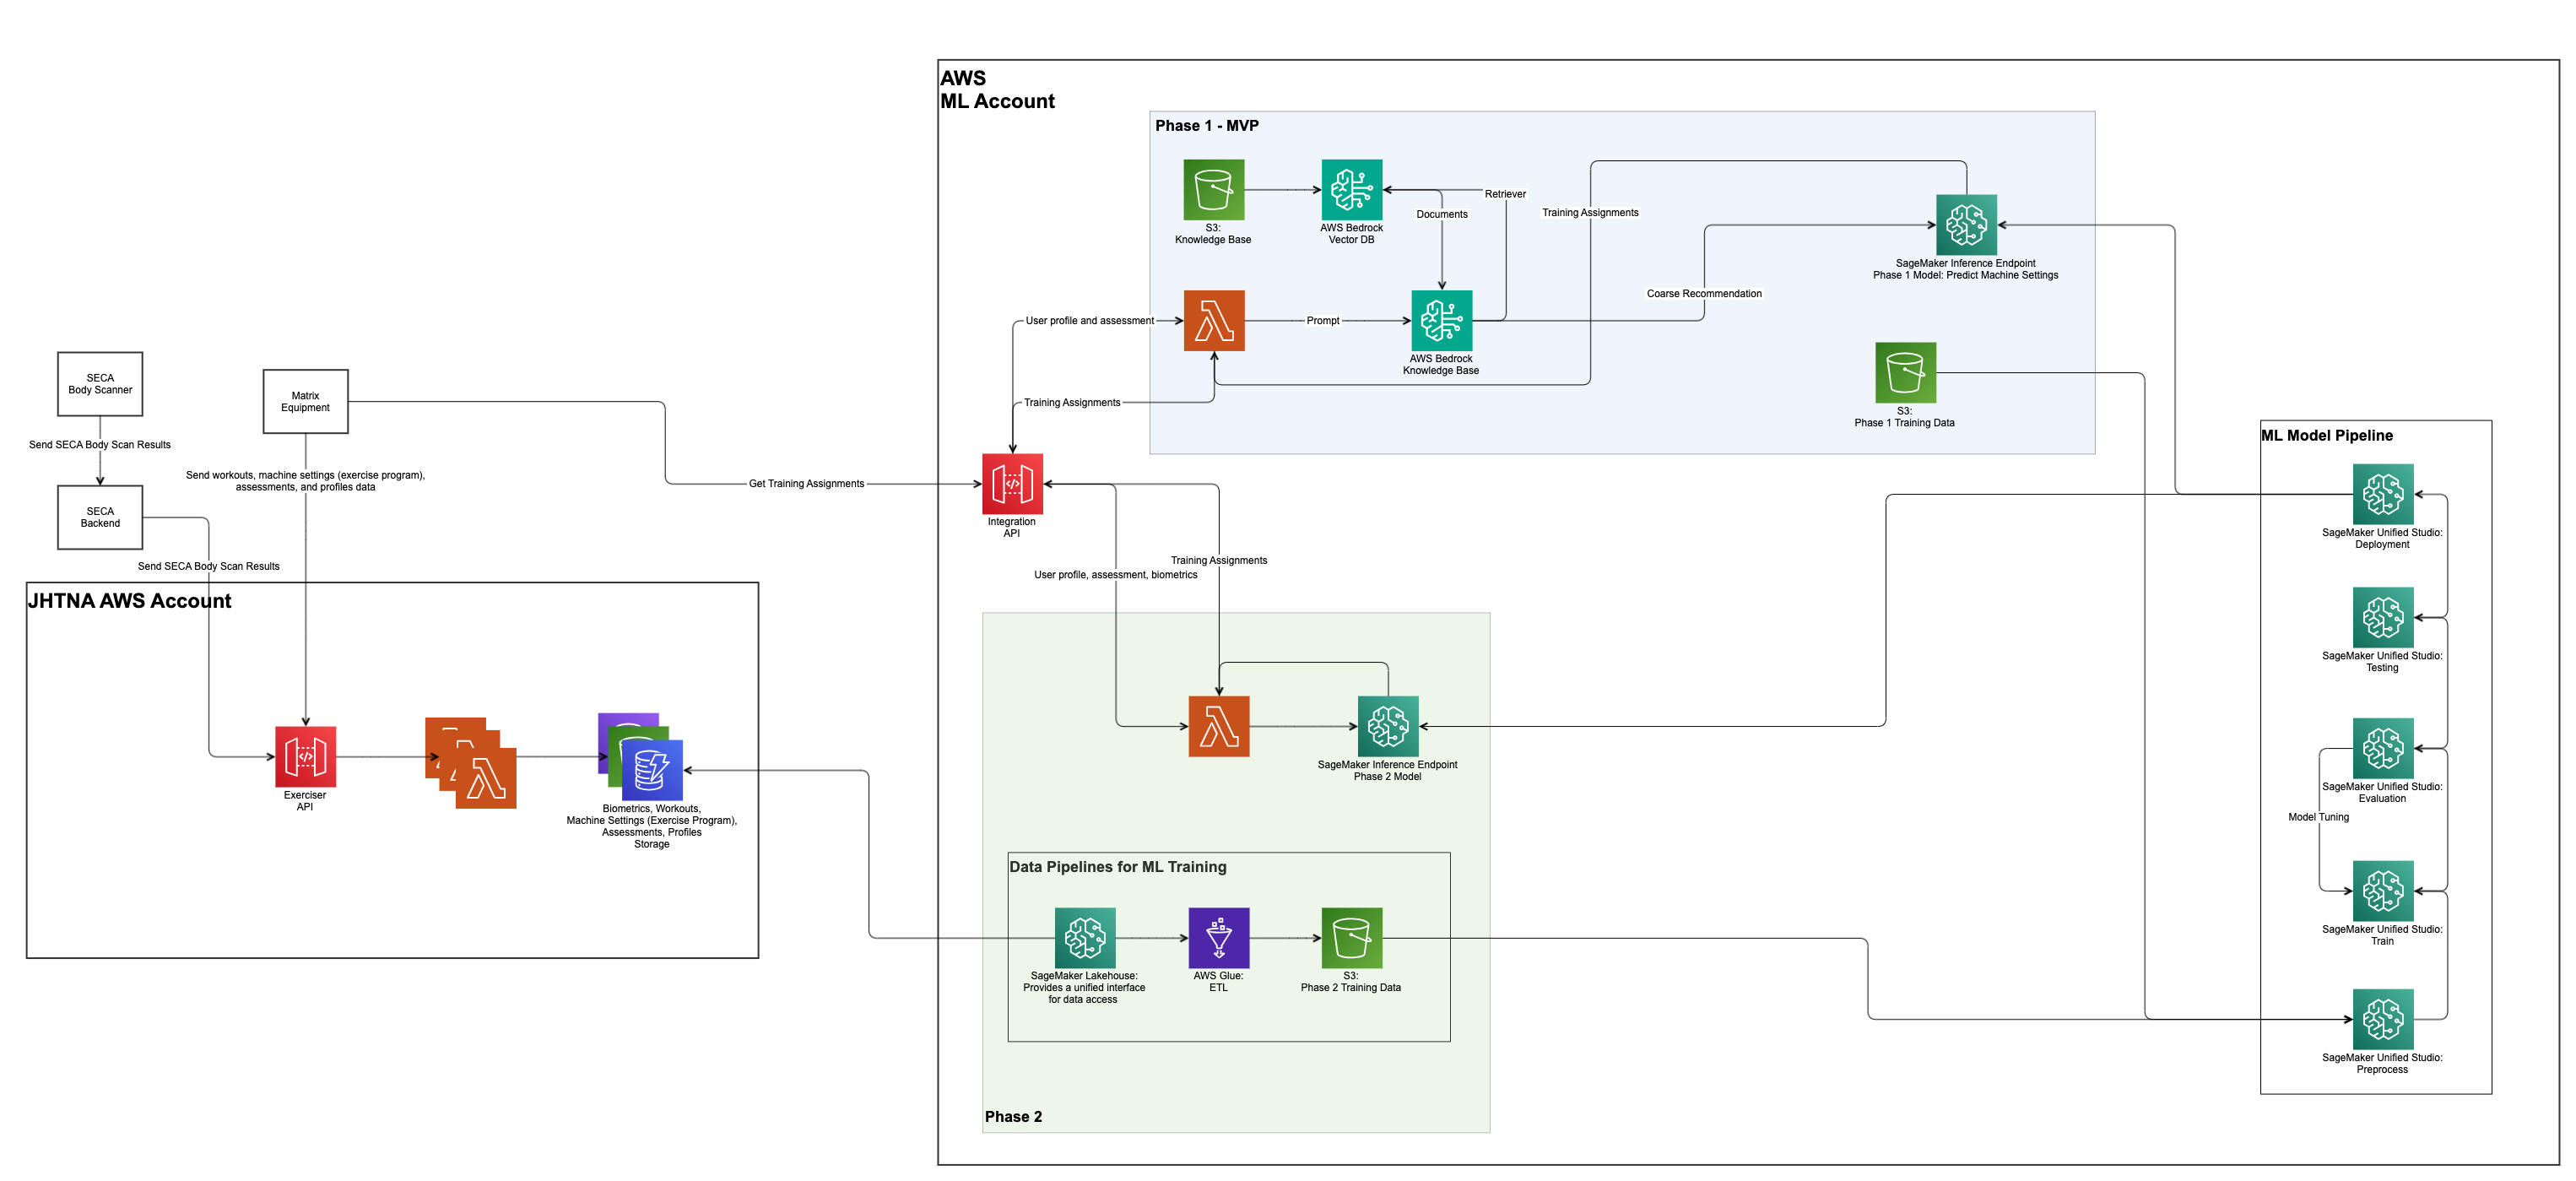 AWS
ML Account
Phase 1 - MVP
S3:
Knowledge Base
AWS Bedrock
Vector DB
Retriever
Documents
Training Assignments
SageMaker Inference Endpoint
Phase 1 Model: Predict Machine Settings
Coarse Recommendation
User profile and assessment
Prompt
AWS Bedrock
Knowledge Base
Training Assignments
S3:
Phase 1 Training Data
SECA
Body Scanner
Send SECA Body Scan Results
SECA
Backend
Send SECA Body Scan Results
Matrix
Equipment
Send workouts, machine settings (exercise program),
assessments, and profiles data
Get Training Assignments
Integration
API
Training Assignments
User profile, assessment, biometrics
JHTNA AWS Account
Exerciser
API
Biometrics, Workouts,
Machine Settings (Exercise Program),
Assessments, Profiles
Storage
SageMaker Inference Endpoint
Phase 2 Model
Data Pipelines for ML Training
SageMaker Lakehouse:
Provides a unified interface
for data access
AWS Glue:
ETL
S3:
Phase 2 Training Data
Phase 2
ML Model Pipeline
SageMaker Unified Studio:
Deployment
SageMaker Unified Studio:
Testing
SageMaker Unified Studio:
Evaluation
Model Tuning
SageMaker Unified Studio:
Train
SageMaker Unified Studio:
Preprocess